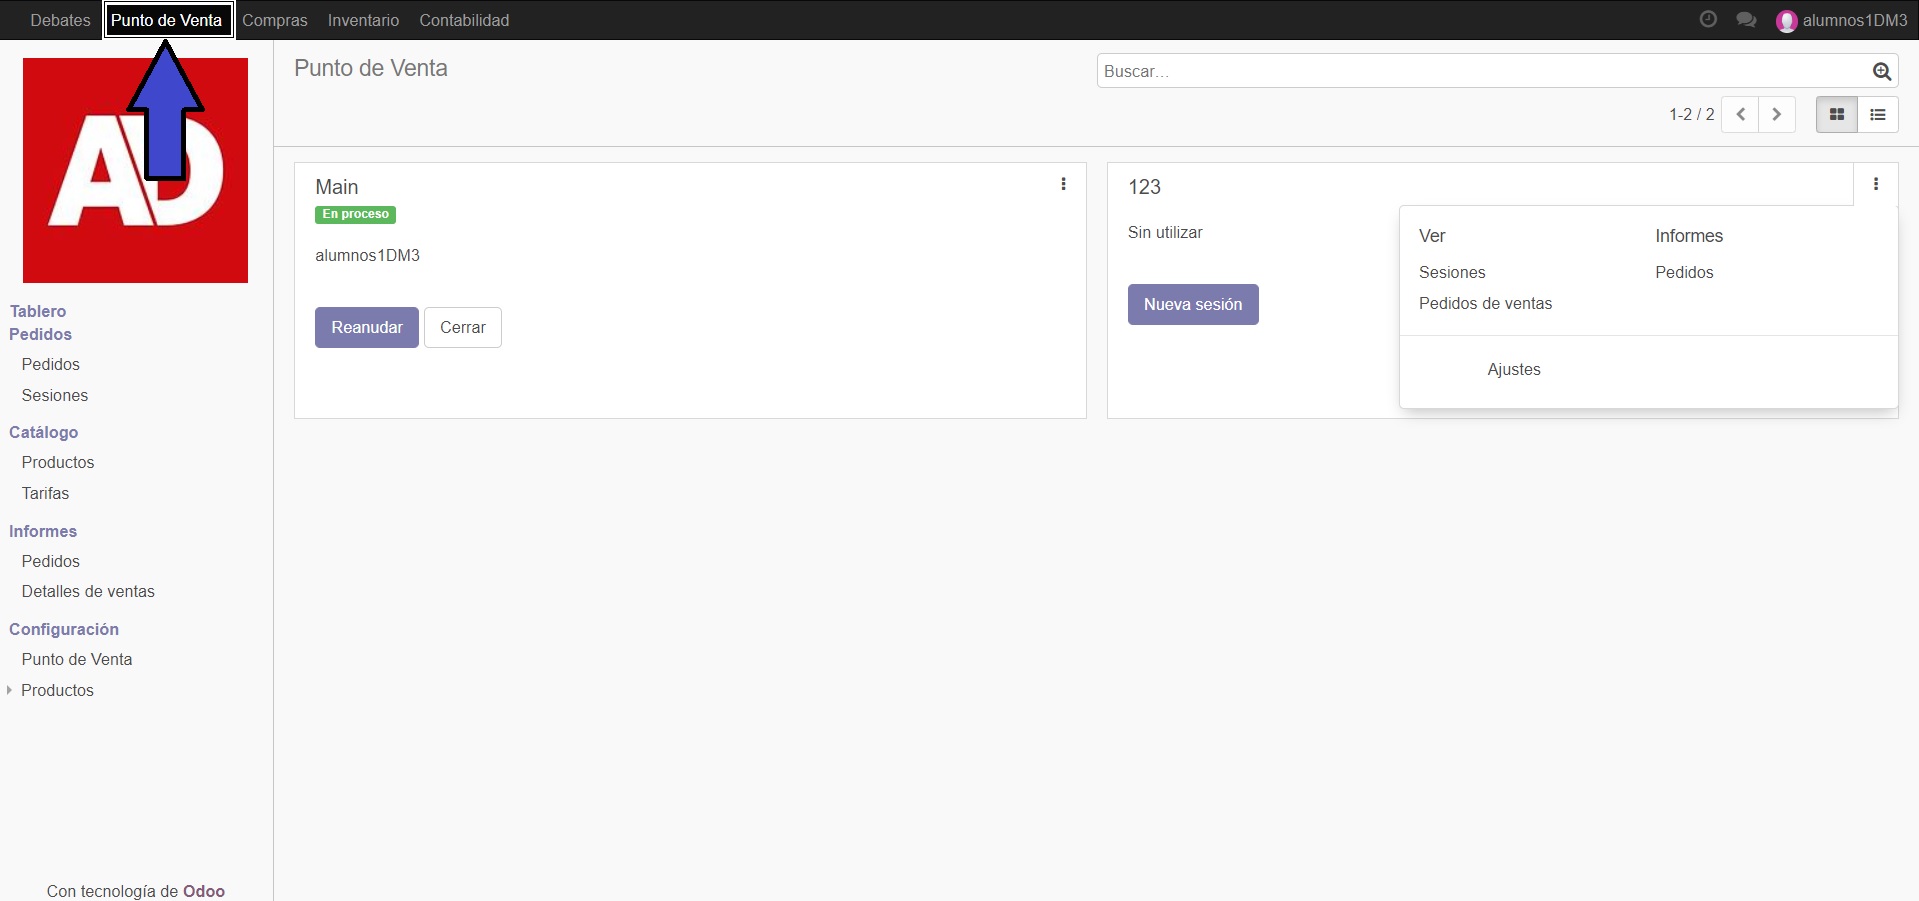 Debates Punto de Venta Compras Inventario Contabilidad alumnos1DM3
AD
Punto de Venta
Buscar...
1-2 / 2
Tablero
Pedidos
Pedidos
Sesiones
Catálogo
Productos
Tarifas
Informes
Pedidos
Detalles de ventas
Configuración
Punto de Venta
Productos
Con tecnología de Odoo
Main
En proceso
alumnos1DM3
Reanudar Cerrar
123
Sin utilizar
Nueva sesión
Ver Informes
Sesiones Pedidos
Pedidos de ventas
Ajustes